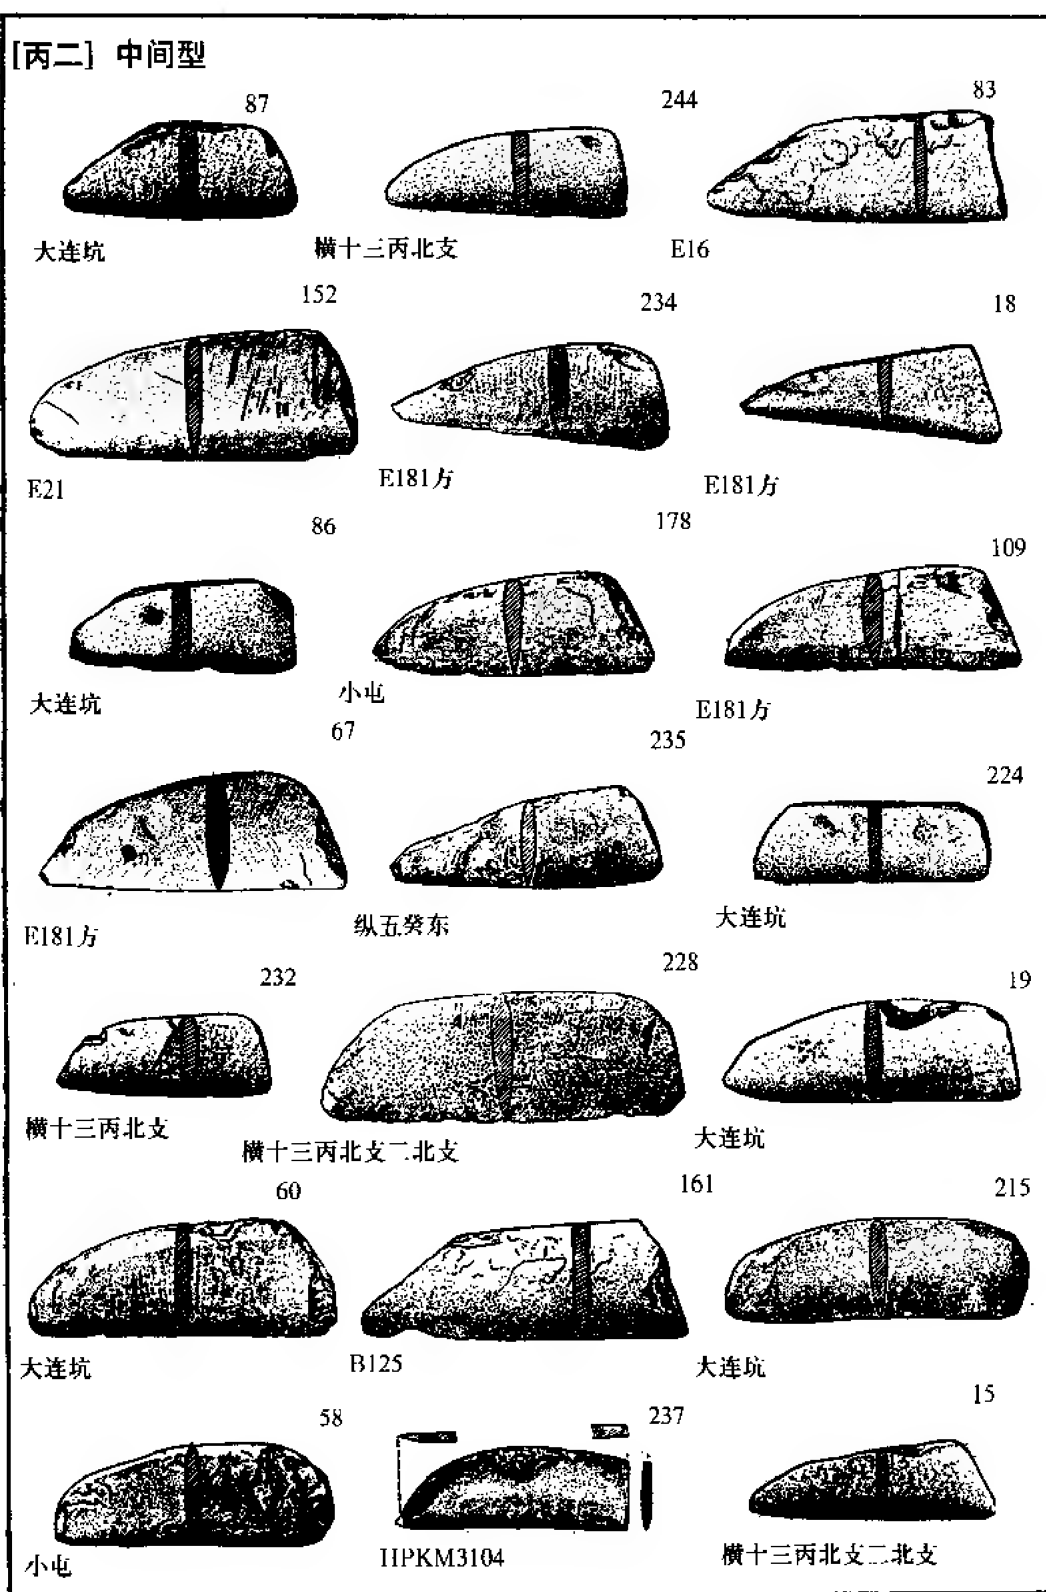 [丙二] 中间型
87
244
83
大连坑
横十三丙北支
E16
152
234
18
E21
E181方
E181方
86
178
109
大连坑
小屯
E181方
67
235
224
E181方
纵五癸东
大连坑
232
228
19
横十三丙北支
横十三丙北支二北支
大连坑
60
161
215
大连坑
B125
大连坑
58
237
15
小屯
HPKM3104
横十三丙北支二北支